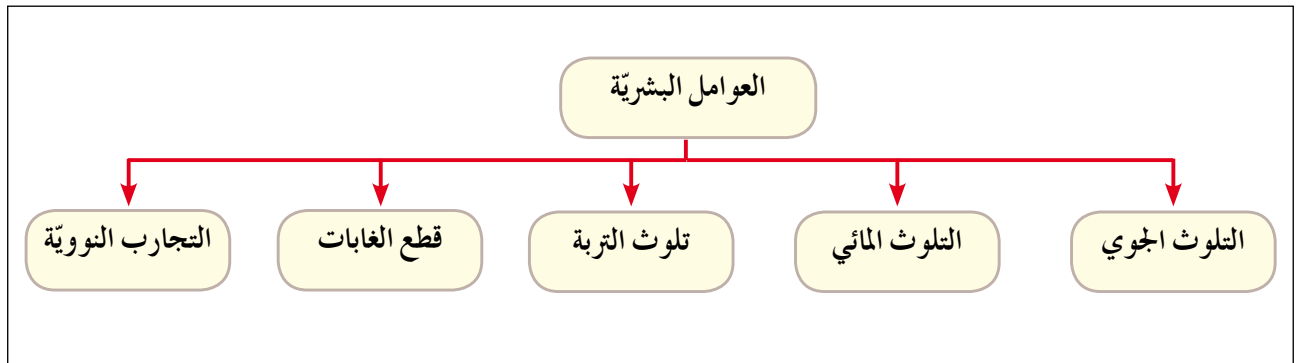 العوامل البشريّة
التلوث الجوي
التلوث المائي
تلوث التربة
قطع الغابات
التجارب النوويّة